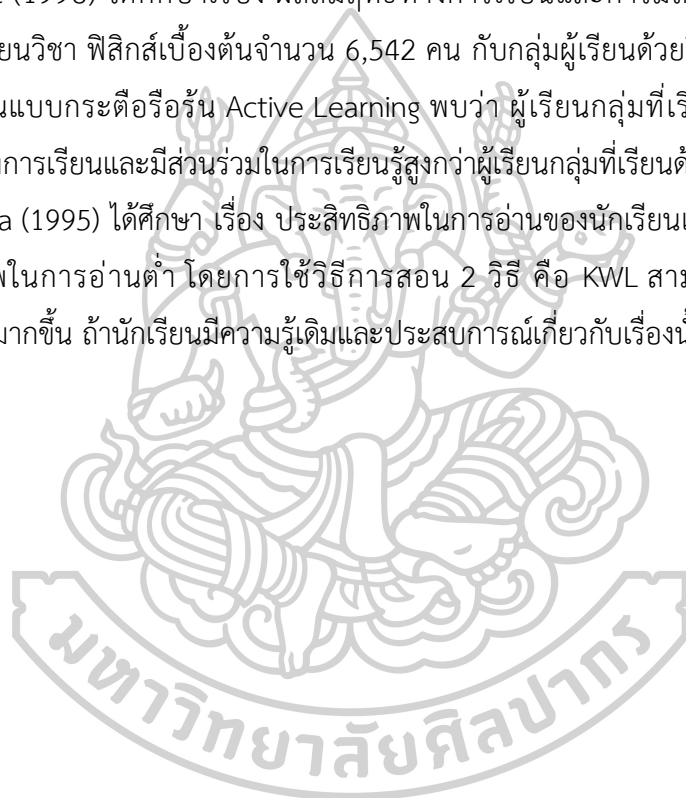 (1998) ได้ศึกษาเรื่อง ผลสัมฤทธิ์ทางการเรียนและการมี
ยนวิชา ฟิสิกส์เบื้องต้นจำนวน 6,542 คน กับกลุ่มผู้เรียนด้วย
นแบบกระตือรือร้น Active Learning พบว่า ผู้เรียนกลุ่มที่เรี
งการเรียนและมีส่วนร่วมในการเรียนรู้สูงกว่าผู้เรียนกลุ่มที่เรียนด้
a (1995) ได้ศึกษา เรื่อง ประสิทธิภาพในการอ่านของนักเรียน
พในการอ่านต่ำ โดยการใช้วิธีการสอน 2 วิธี คือ KWL สาม
มากขึ้น ถ้านักเรียนมีความรู้เดิมและประสบการณ์เกี่ยวกับเรื่องนั้
มหาวิทยาลัยศิลปากร